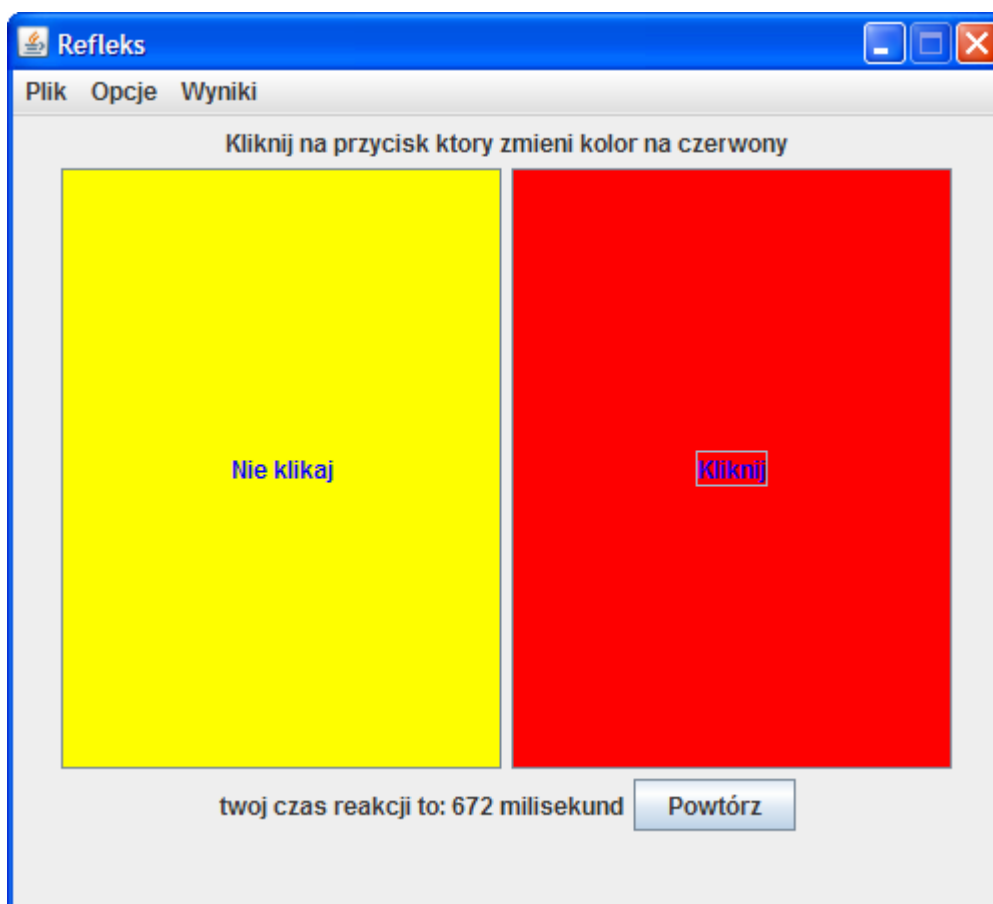 Refleks
Plik Opcje Wyniki
Kliknij na przycisk ktory zmieni kolor na czerwony
Nie klikaj
Kliknij
twoj czas reakcji to: 672 milisekund
Powtórz